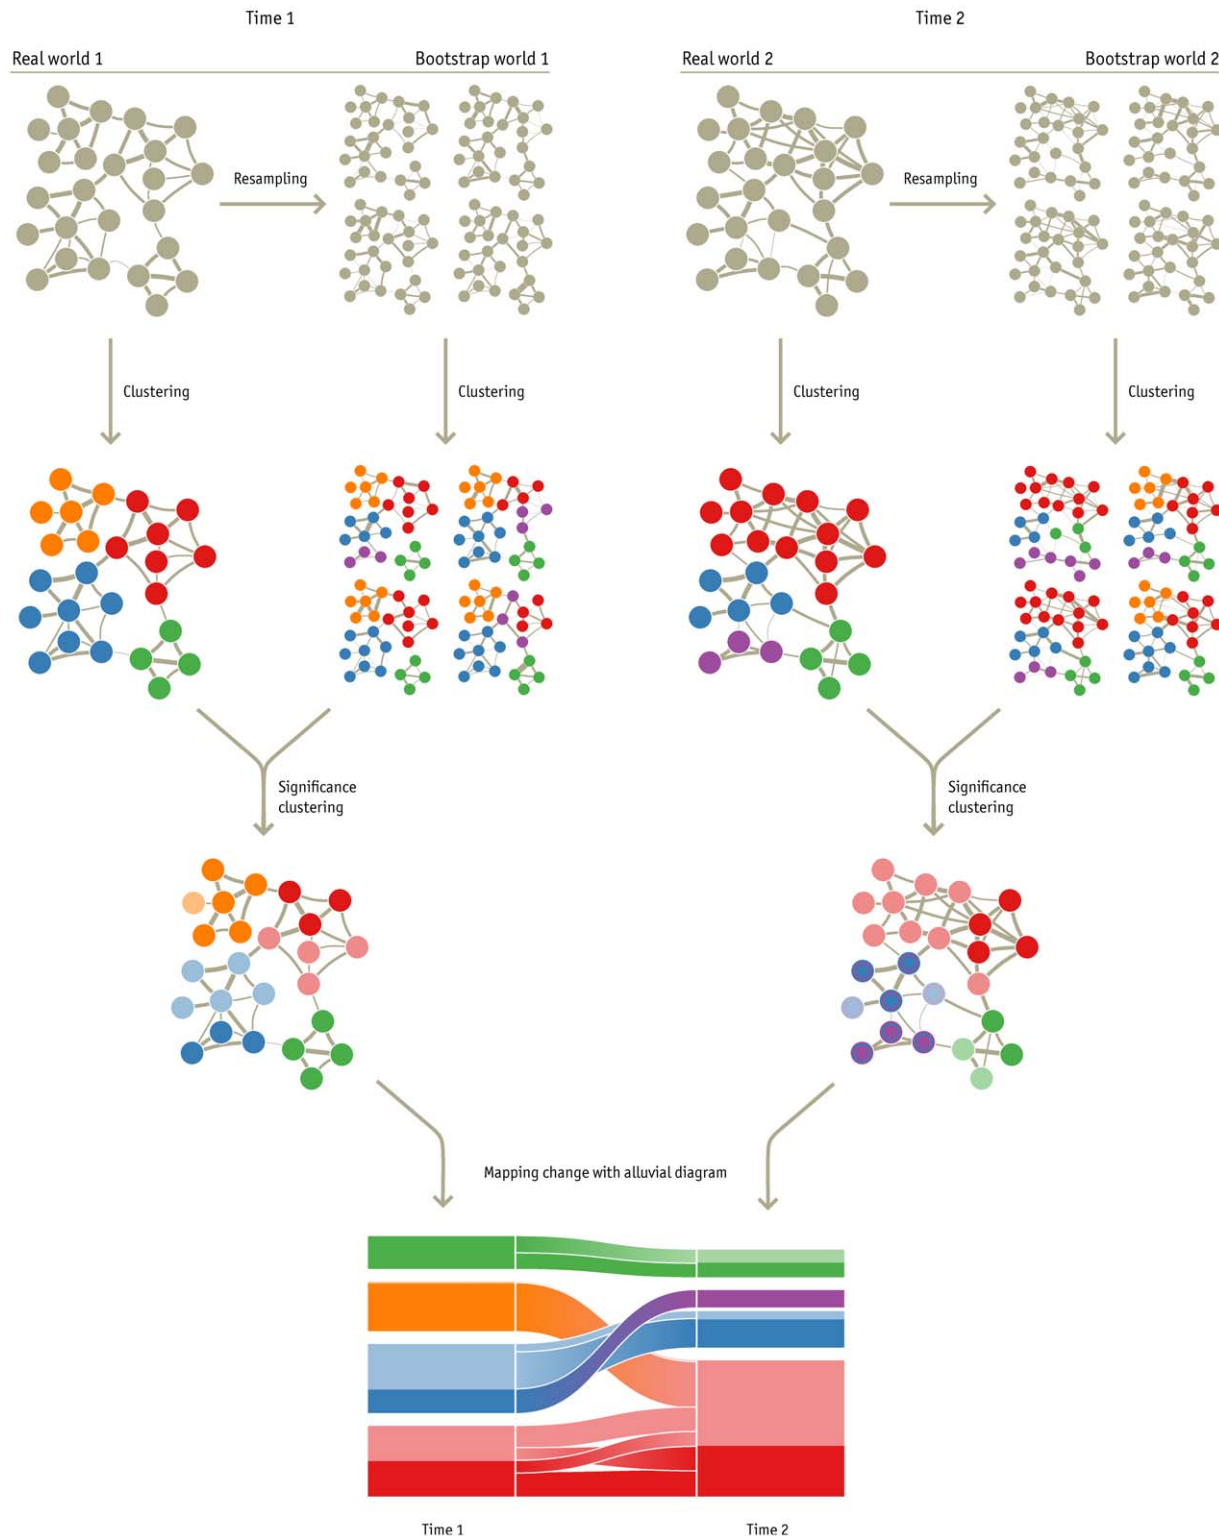 Time 1
Time 2
Real world 1
Bootstrap world 1
Real world 2
Bootstrap world 2
Resampling
Resampling
Clustering
Clustering
Clustering
Clustering
Significance
clustering
Significance
clustering
Mapping change with alluvial diagram
Time 1
Time 2